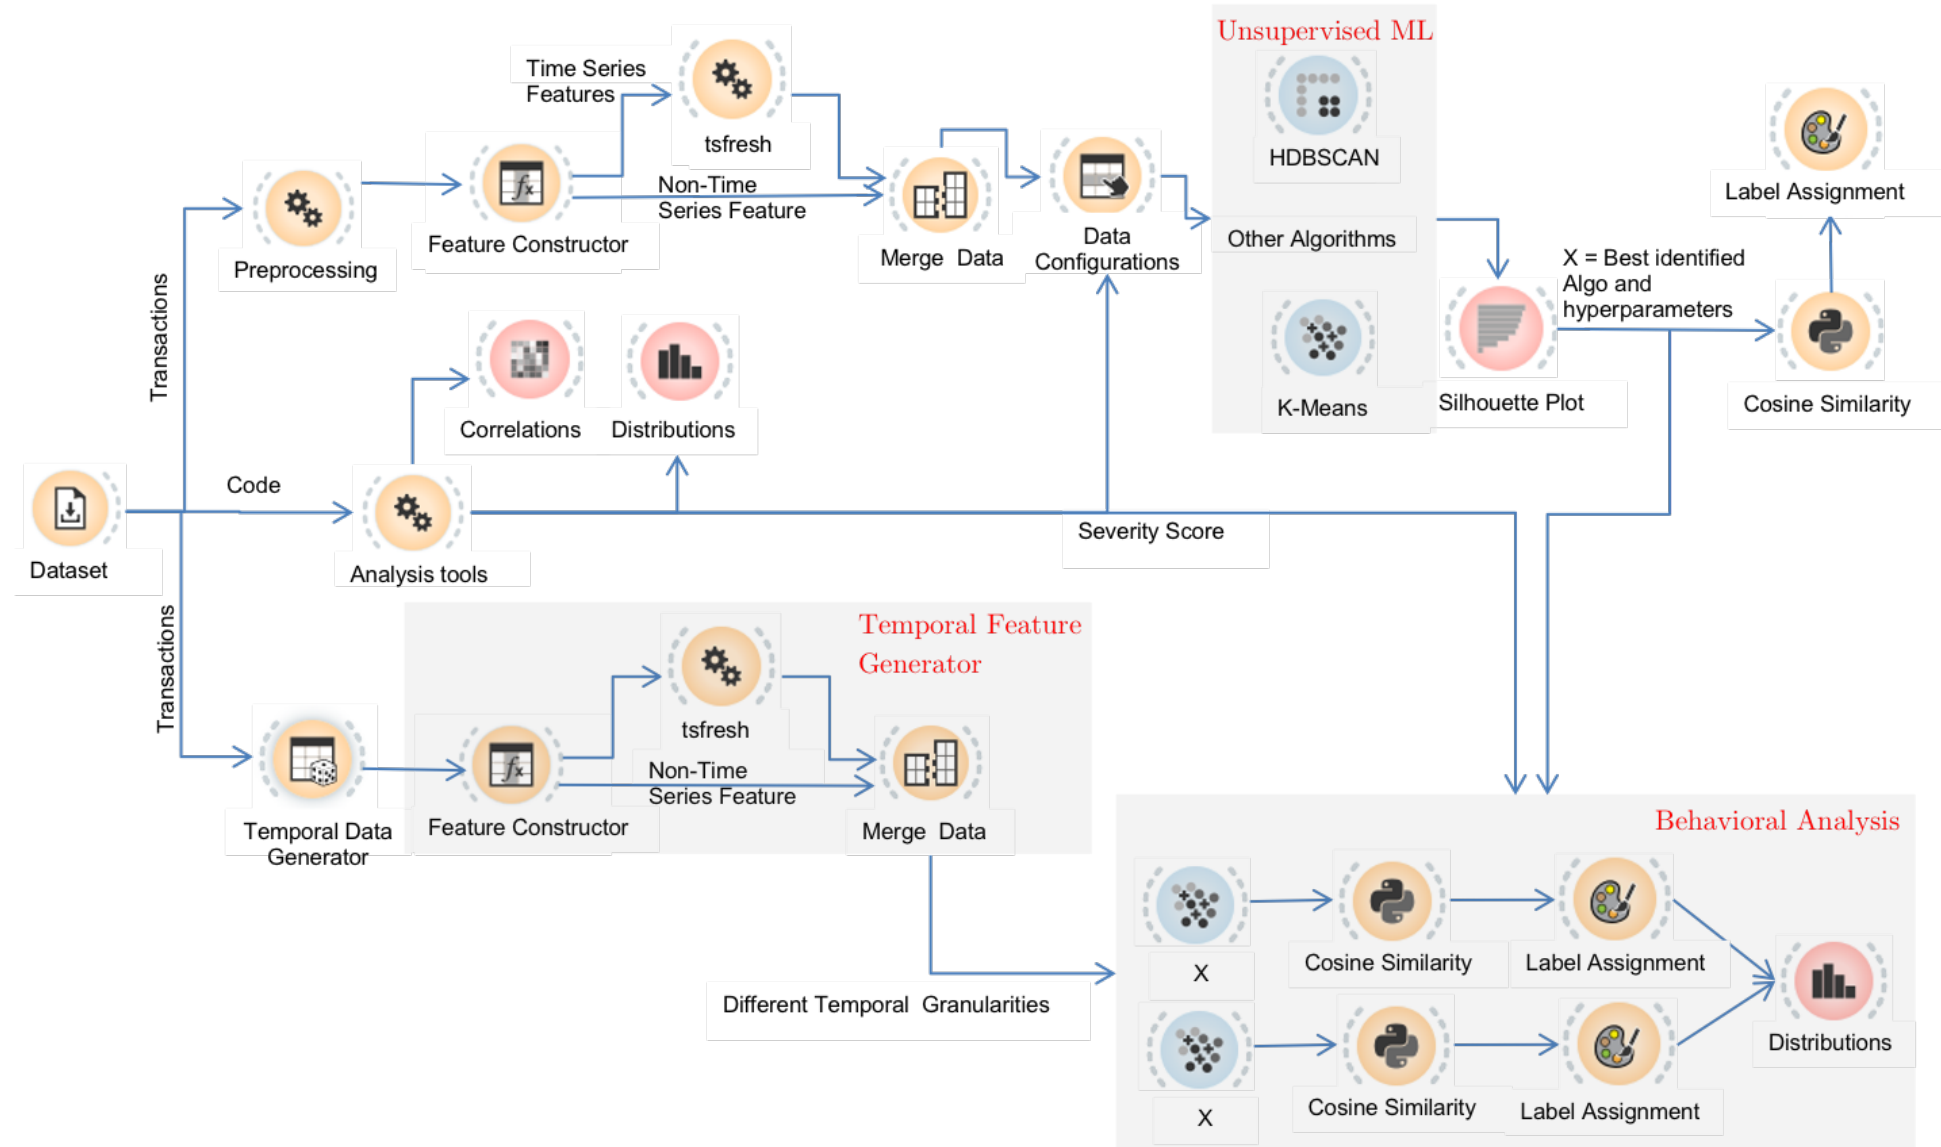 Unsupervised ML
Time Series
Features
tsfresh
HDBSCAN
Non-Time
Series Feature
Label Assignment
Feature Constructor
Preprocessing
Merge Data
Data
Configurations
Other Algorithms
X = Best identified
Algo and
hyperparameters
Transactions
Correlations
Distributions
K-Means
Silhouette Plot
Cosine Similarity
Code
Dataset
Analysis tools
Severity Score
Transactions
Temporal Feature
Generator
tsfresh
Non-Time
Series Feature
Temporal Data
Generator
Feature Constructor
Merge Data
Behavioral Analysis
Different Temporal Granularities
X
Cosine Similarity
Label Assignment
Distributions
X
Cosine Similarity
Label Assignment